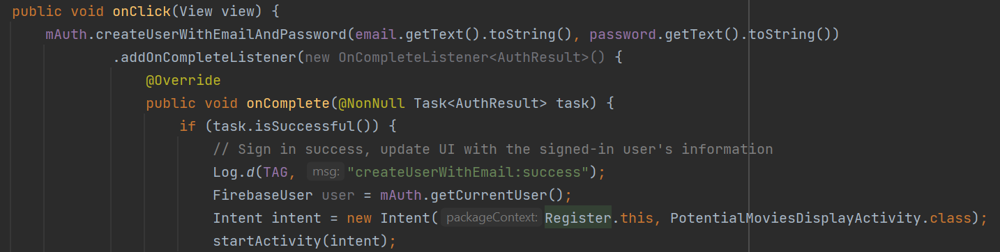 public void onClick(View view) {
mAuth.createUserWithEmailAndPassword(email.getText().toString(), password.getText().toString())
.addOnCompleteListener(new OnCompleteListener<AuthResult>() {
@Override
public void onComplete(@NonNull Task<AuthResult> task) {
if (task.isSuccessful()) {
// Sign in success, update UI with the signed-in user's information
Log.d(TAG, msg: "createUserWithEmail:success");
FirebaseUser user = mAuth.getCurrentUser();
Intent intent = new Intent( packageContext: Register.this, PotentialMoviesDisplayActivity.class);
startActivity(intent);